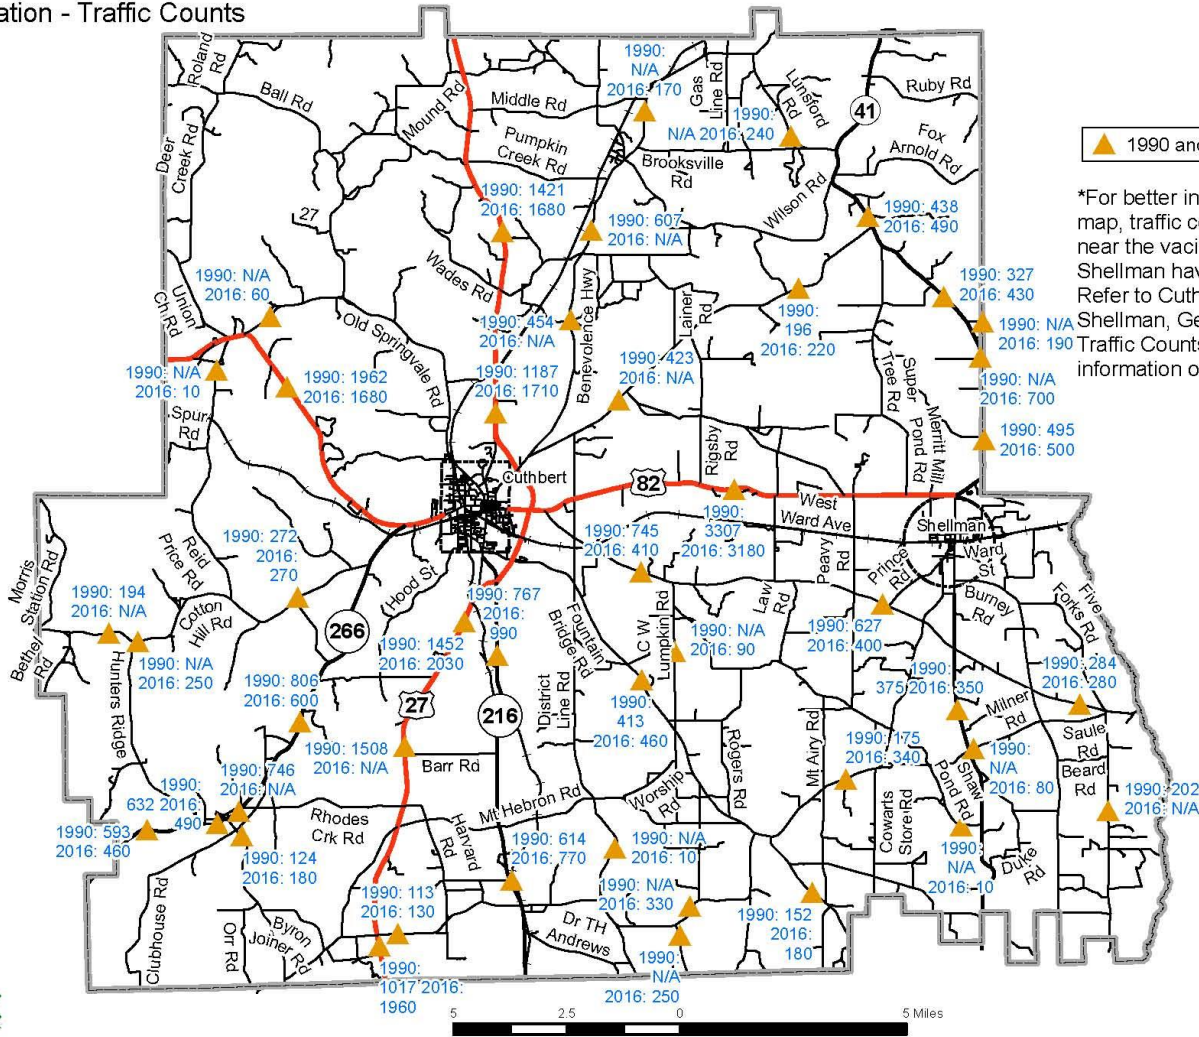 ation - Traffic Counts
1990:
N/A
2016: 170
Gas
Line Rd
Lunsford
Rd
1990:
N/A 2016: 240
41
Ruby Rd
Fox
Arnold Rd
Roland
Rd
Ball Rd
Mound Rd
Middle Rd
Pumpkin
Creek Rd
Brooksville
Rd
Wilson Rd
Deer
Creek Rd
27
1990: 1421
2016: 1680
1990: 607
2016: N/A
1990: 438
2016: 490
1990 and
*For better in
map, traffic c
near the vaci
Shellman hav
Refer to Cuth
Shellman, Ge
Traffic Counts
information o
1990: N/A
2016: 60
Union
Ch Rd
Wades Rd
Old Springvale Rd
1990: 454
2016: N/A
Benevolence Hwy
Lainer
Rd
1990:
196
2016: 220
1990: 327
2016: 430
1990: N/A
2016: 190
1990: N/A
2016: 700
1990: N/A
2016: 10
1990: 1962
2016: 1680
1990: 1187
2016: 1710
1990: 423
2016: N/A
Tree Rd
Super
Pond Rd
Merritt Mill
1990: 495
2016: 500
Spur
Rd
Rigsby
Rd
Cuthbert
82
West
Ward Ave
1990:
3307
2016: 3180
Shellman
Ward
St
1990: 272
2016:
270
1990: 745
2016: 410
Peavy
Rd
Prince
Rd
Burney
Rd
Five
Forks Rd
Morris
Station Rd
Bethel
Rd
Reid
Price Rd
Cotton
Hill Rd
Hood St
1990: 194
2016: N/A
1990: N/A
2016: 250
266
1990: 767
2016:
990
1990: 1452
2016: 2030
Fountain
Bridge Rd
C W
Lumpkin Rd
Law
Rd
1990: N/A
2016: 90
1990: 627
2016: 400
1990:
375 2016: 350
1990: 284
2016: 280
Hunters Ridge
1990: 806
2016: 600
27
216
District
Line Rd
1990:
413
2016: 460
Mt Airy Rd
Milner
Rd
Saule
Rd
Beard
Rd
1990: 1508
2016: N/A
Barr Rd
Rogers Rd
1990: 175
2016: 340
Shaw
Pond Rd
1990:
N/A
2016: 80
1990: 202
2016: N/A
1990: 746
2016: N/A
1990:
632 2016:
490
1990: 593
2016: 460
Rhodes
Crk Rd
Mt Hebron Rd
Worship
Rd
Cowarts
Store Rd
1990: 124
2016: 180
Harvard
Rd
1990: 614
2016: 770
1990: N/A
2016: 10
1990:
N/A
2016: 10
Duke
Rd
Clubhouse Rd
Orr Rd
Byron
Joiner Rd
1990: 113
2016: 130
1990: N/A
2016: 330
1990: 152
2016:
180
Dr TH
Andrews
1990:
N/A
2016: 250
1990:
1017 2016:
1960
5 2.5 0 5 Miles